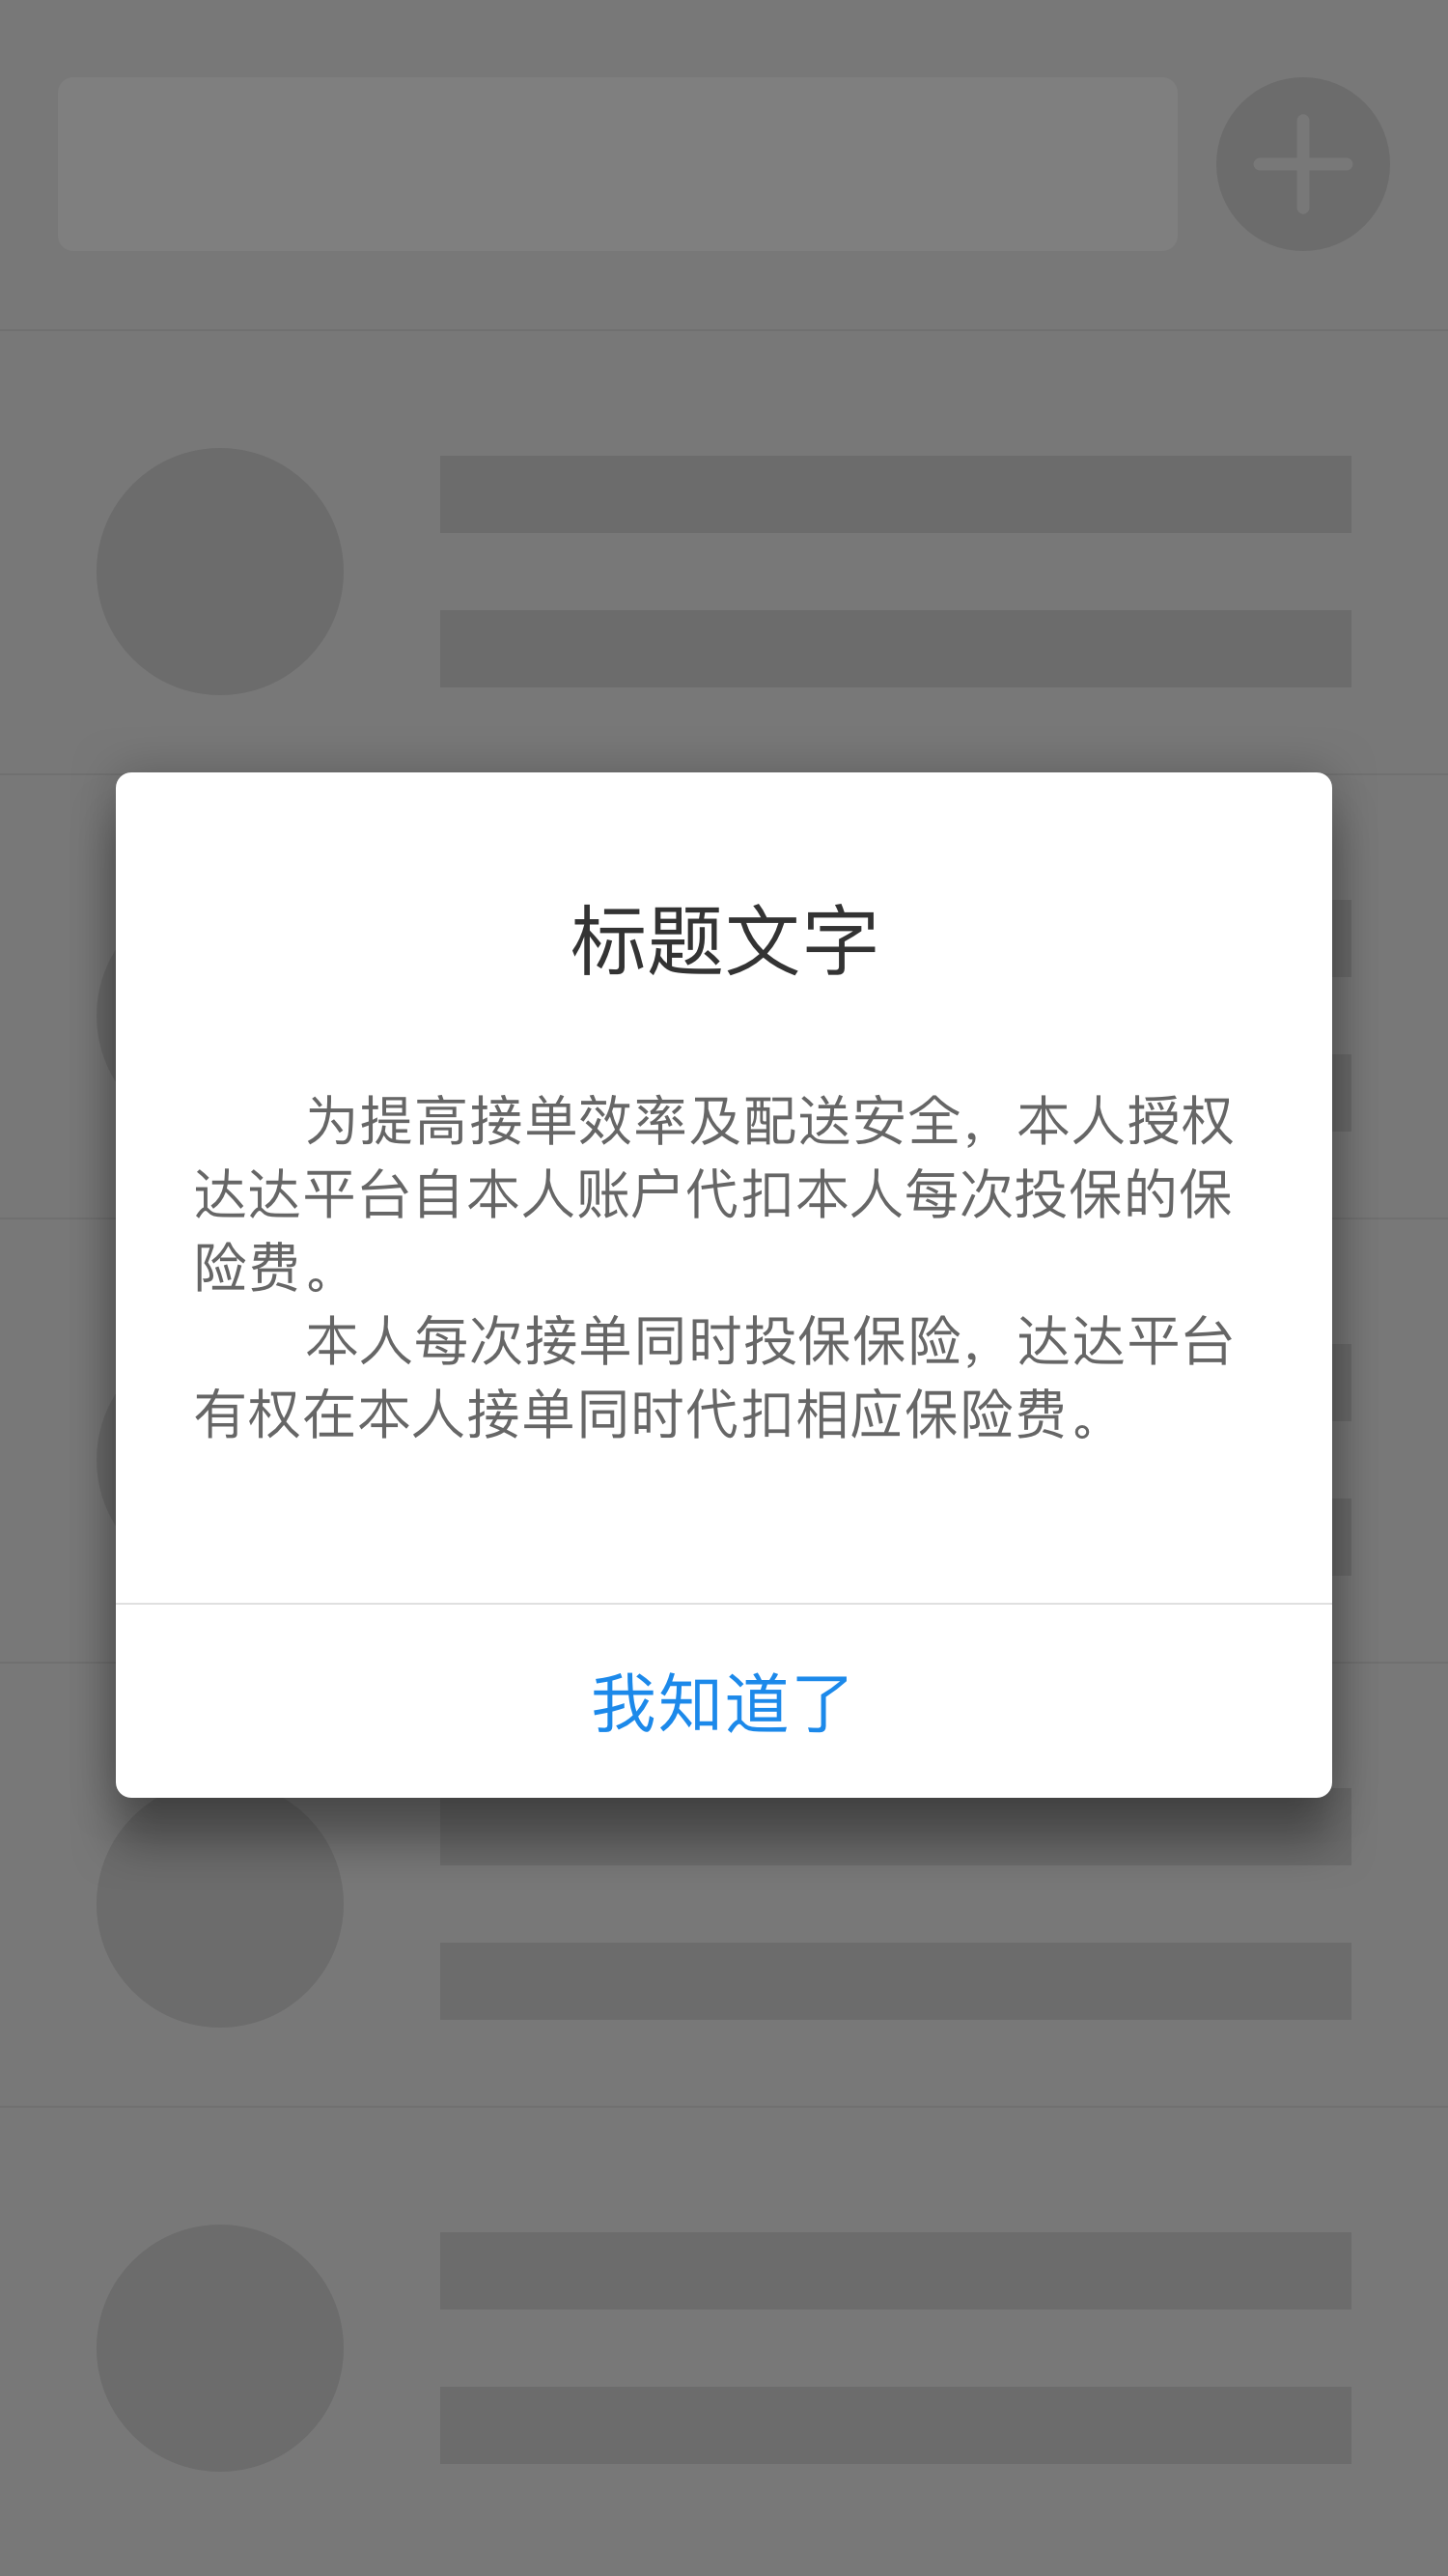 标题文字
为提高接单效率及配送安全，本人授权
达达平台自本人账户代扣本人每次投保的保
险费。
本人每次接单同时投保保险，达达平台
有权在本人接单同时代扣相应保险费。
我知道了